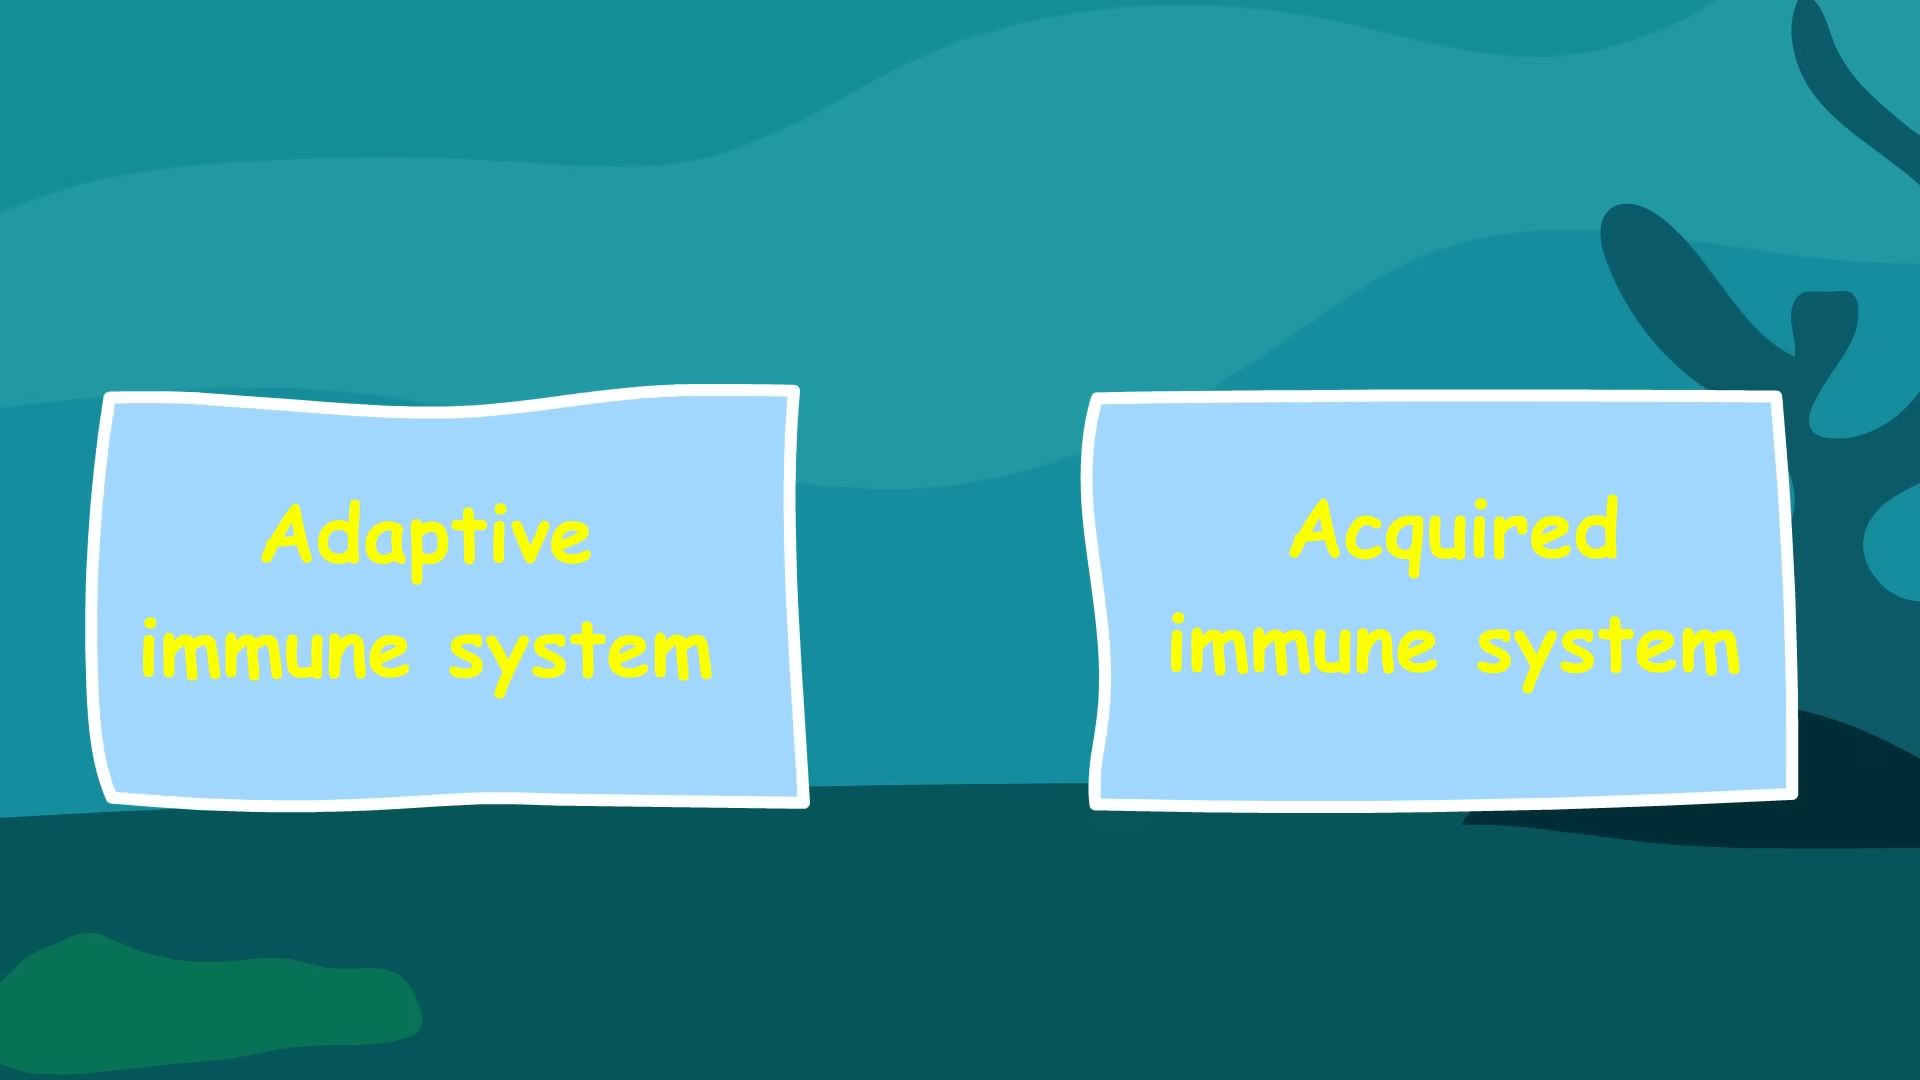 Adaptive
immune system
Acquired
immune system